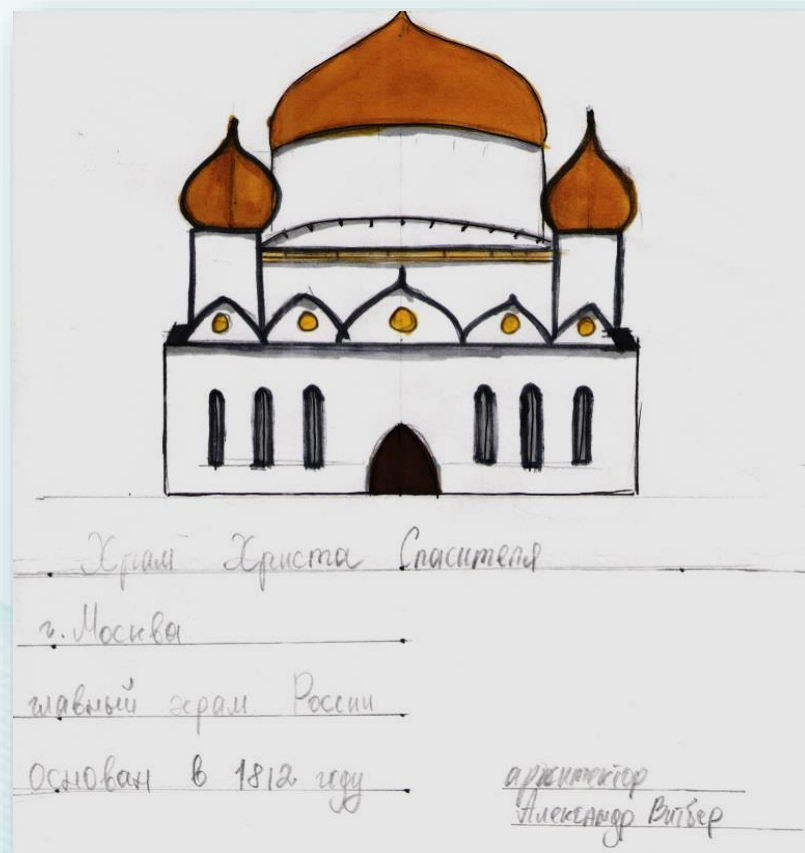 Храм Христа Спасителя
г. Москва
главный храм России
основан в 1812 году
архитектор
Александр Витбер